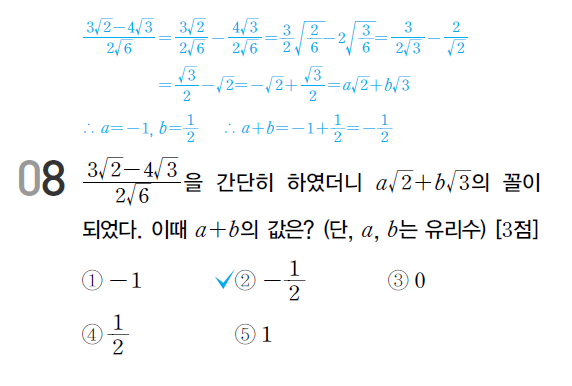 (3√2−4√3)/(2√6) = (3√2)/(2√6) − (4√3)/(2√6) = 3/2 √(2/6) − 2√(3/6) = 3/(2√3) − 2/√2
= √3/2 − √2 = −√2 + √3/2 = a√2 + b√3
∴ a=−1, b=1/2 ∴ a+b=−1+1/2=−1/2
08 (3√2−4√3)/(2√6)을 간단히 하였더니 a√2+b√3의 꼴이
되었다. 이때 a+b의 값은? (단, a, b는 유리수) [3점]
① −1 ✓② −1/2 ③ 0
④ 1/2 ⑤ 1